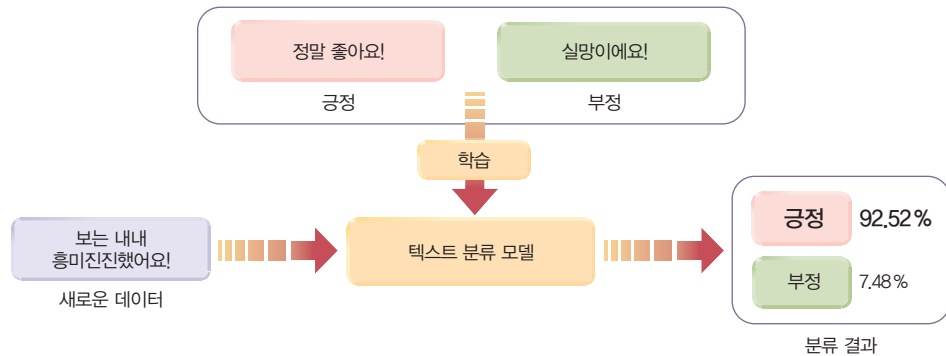 정말 좋아요!
실망이에요!
긍정
부정
학습
보는 내내
흥미진진했어요!
새로운 데이터
텍스트 분류 모델
긍정 92.52%
부정 7.48%
분류 결과